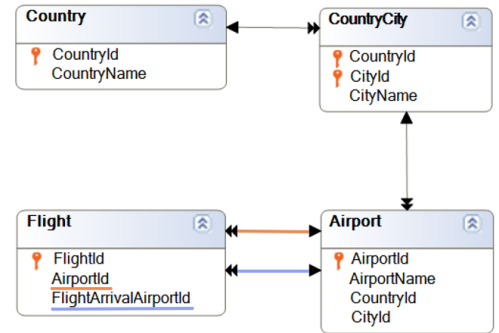 Country
CountryId
CountryName
CountryCity
CountryId
CityId
CityName
Flight
FlightId
AirportId
FlightArrivalAirportId
Airport
AirportId
AirportName
CountryId
CityId